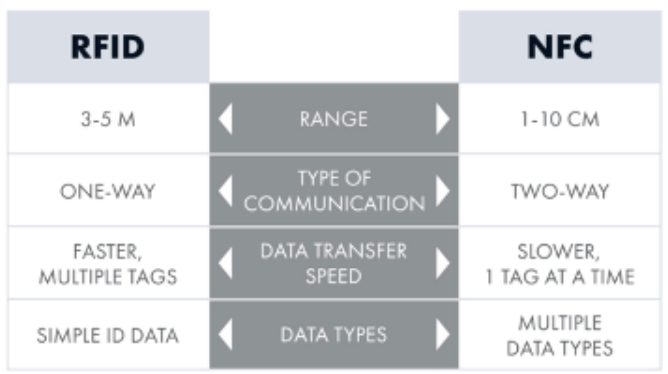 RFID
NFC
3-5 M
RANGE
1-10 CM
ONE-WAY
TYPE OF
COMMUNICATION
TWO-WAY
FASTER,
MULTIPLE TAGS
DATA TRANSFER
SPEED
SLOWER,
1 TAG AT A TIME
SIMPLE ID DATA
DATA TYPES
MULTIPLE
DATA TYPES